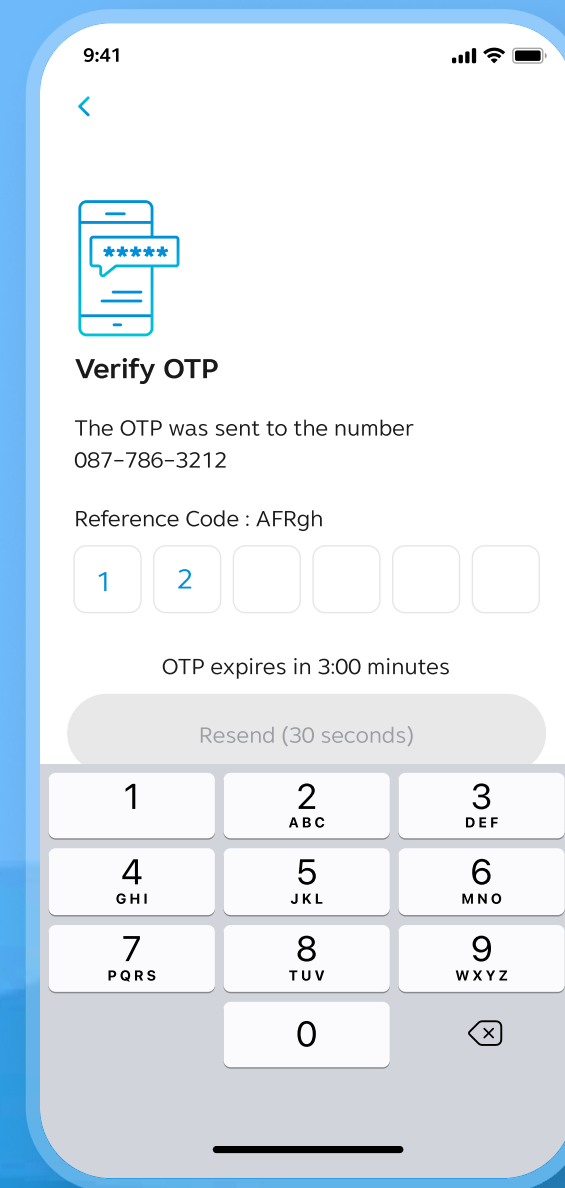 9:41
*****
Verify OTP
The OTP was sent to the number
087-786-3212
Reference Code : AFRgh
1 2
OTP expires in 3:00 minutes
Resend (30 seconds)
1 2 3
ABC DEF
4 5 6
GHI JKL MNO
7 8 9
PQRS TUV WXYZ
0